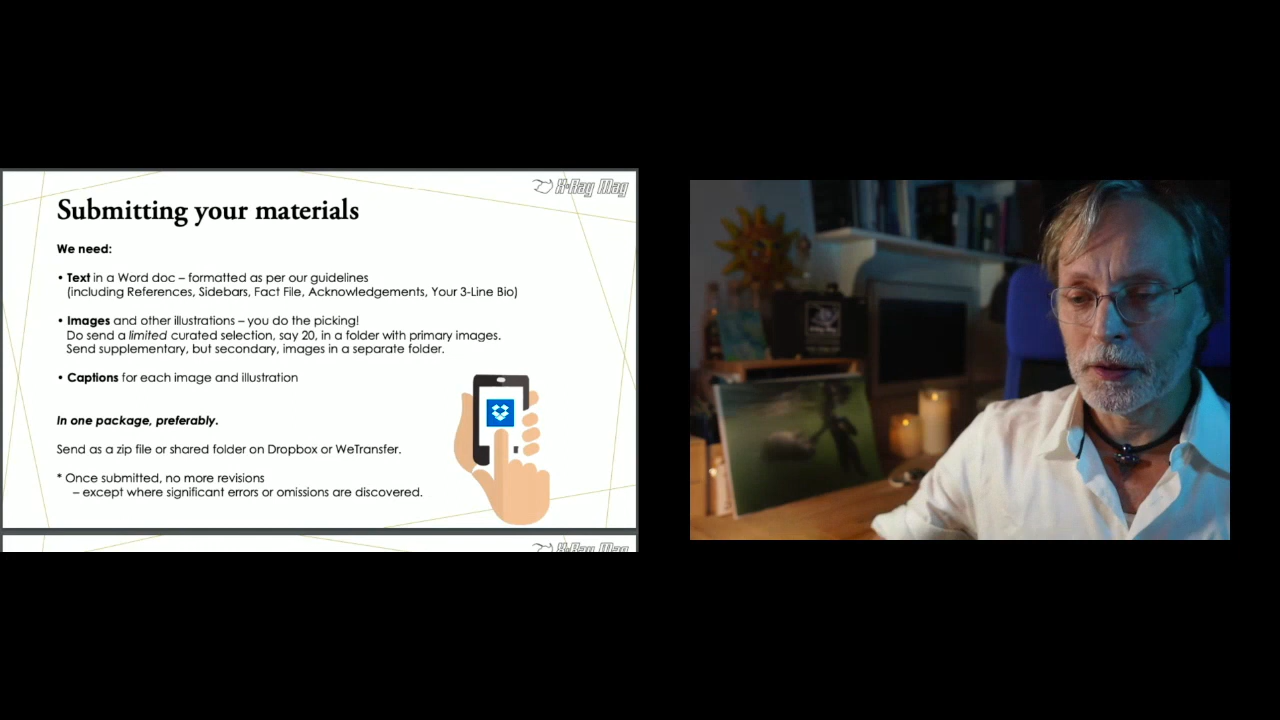 X-Ray Mag
Submitting your materials
We need:
• Text in a Word doc – formatted as per our guidelines
(including References, Sidebars, Fact File, Acknowledgements, Your 3-Line Bio)
• Images and other illustrations – you do the picking!
Do send a limited curated selection, say 20, in a folder with primary images.
Send supplementary, but secondary, images in a separate folder.
• Captions for each image and illustration
In one package, preferably.
Send as a zip file or shared folder on Dropbox or WeTransfer.
* Once submitted, no more revisions
– except where significant errors or omissions are discovered.
X-Ray Mag